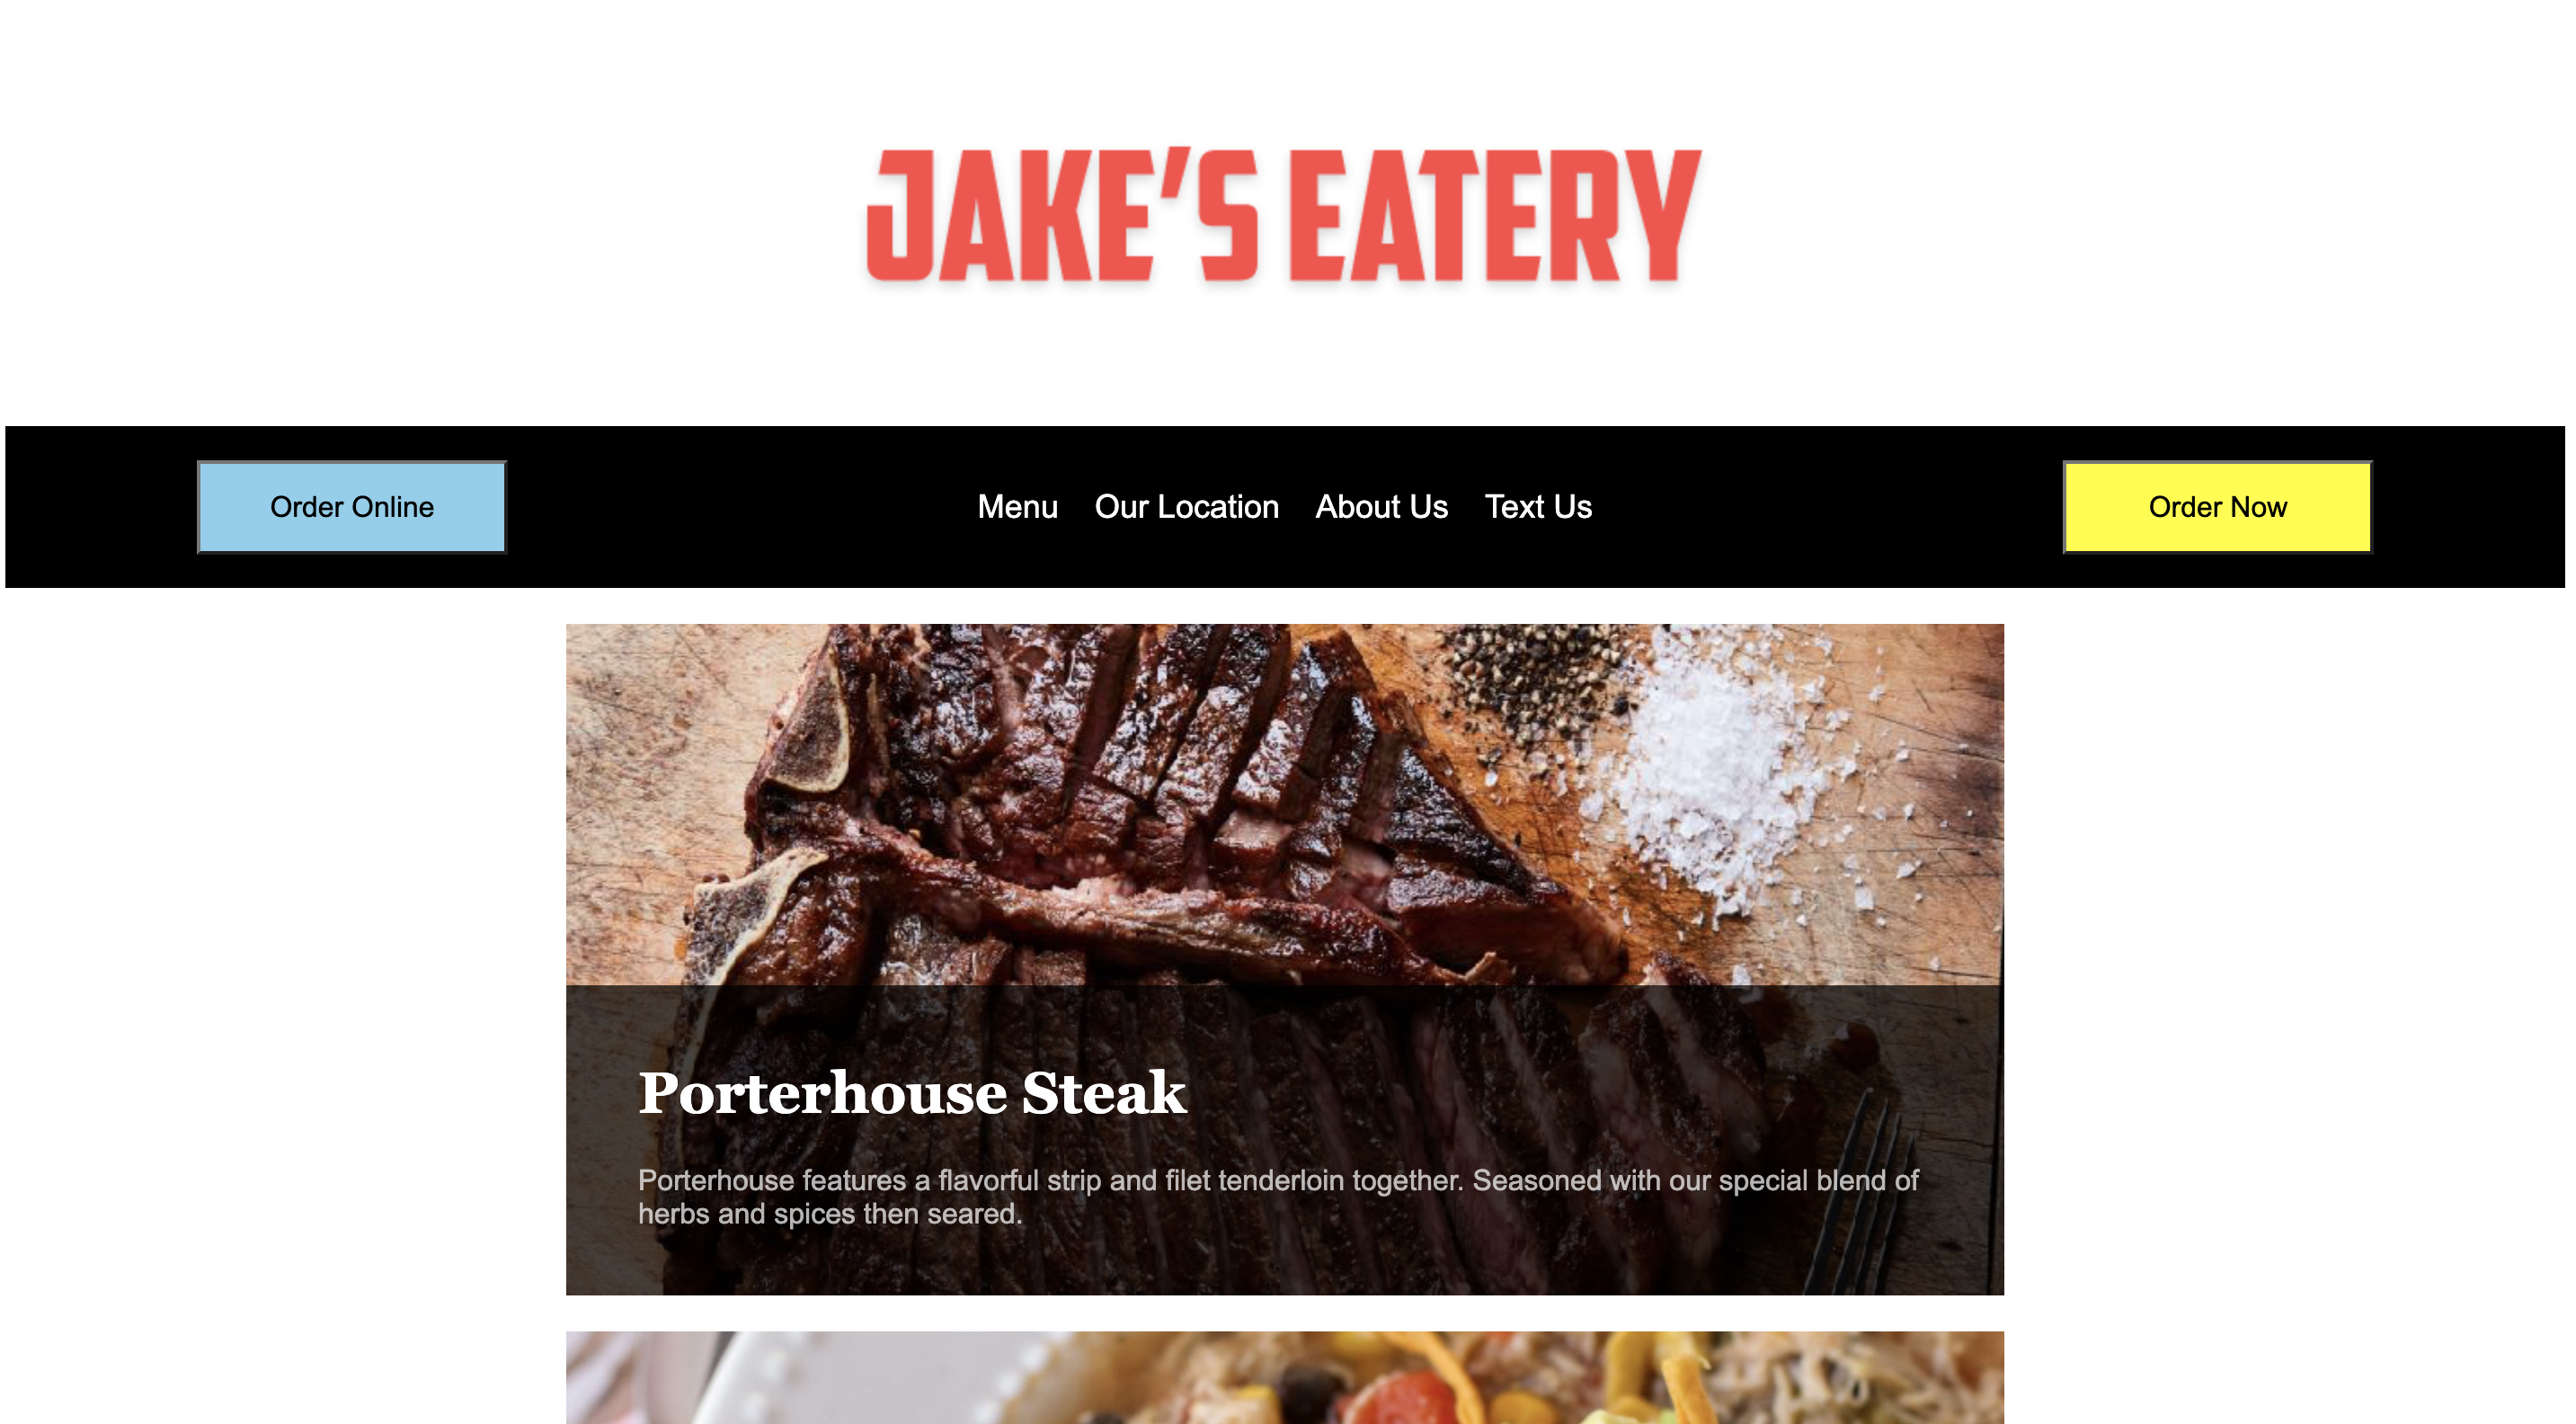 JAKE'S EATERY
Order Online
Menu
Our Location
About Us
Text Us
Order Now
Porterhouse Steak
Porterhouse features a flavorful strip and filet tenderloin together. Seasoned with our special blend of
herbs and spices then seared.